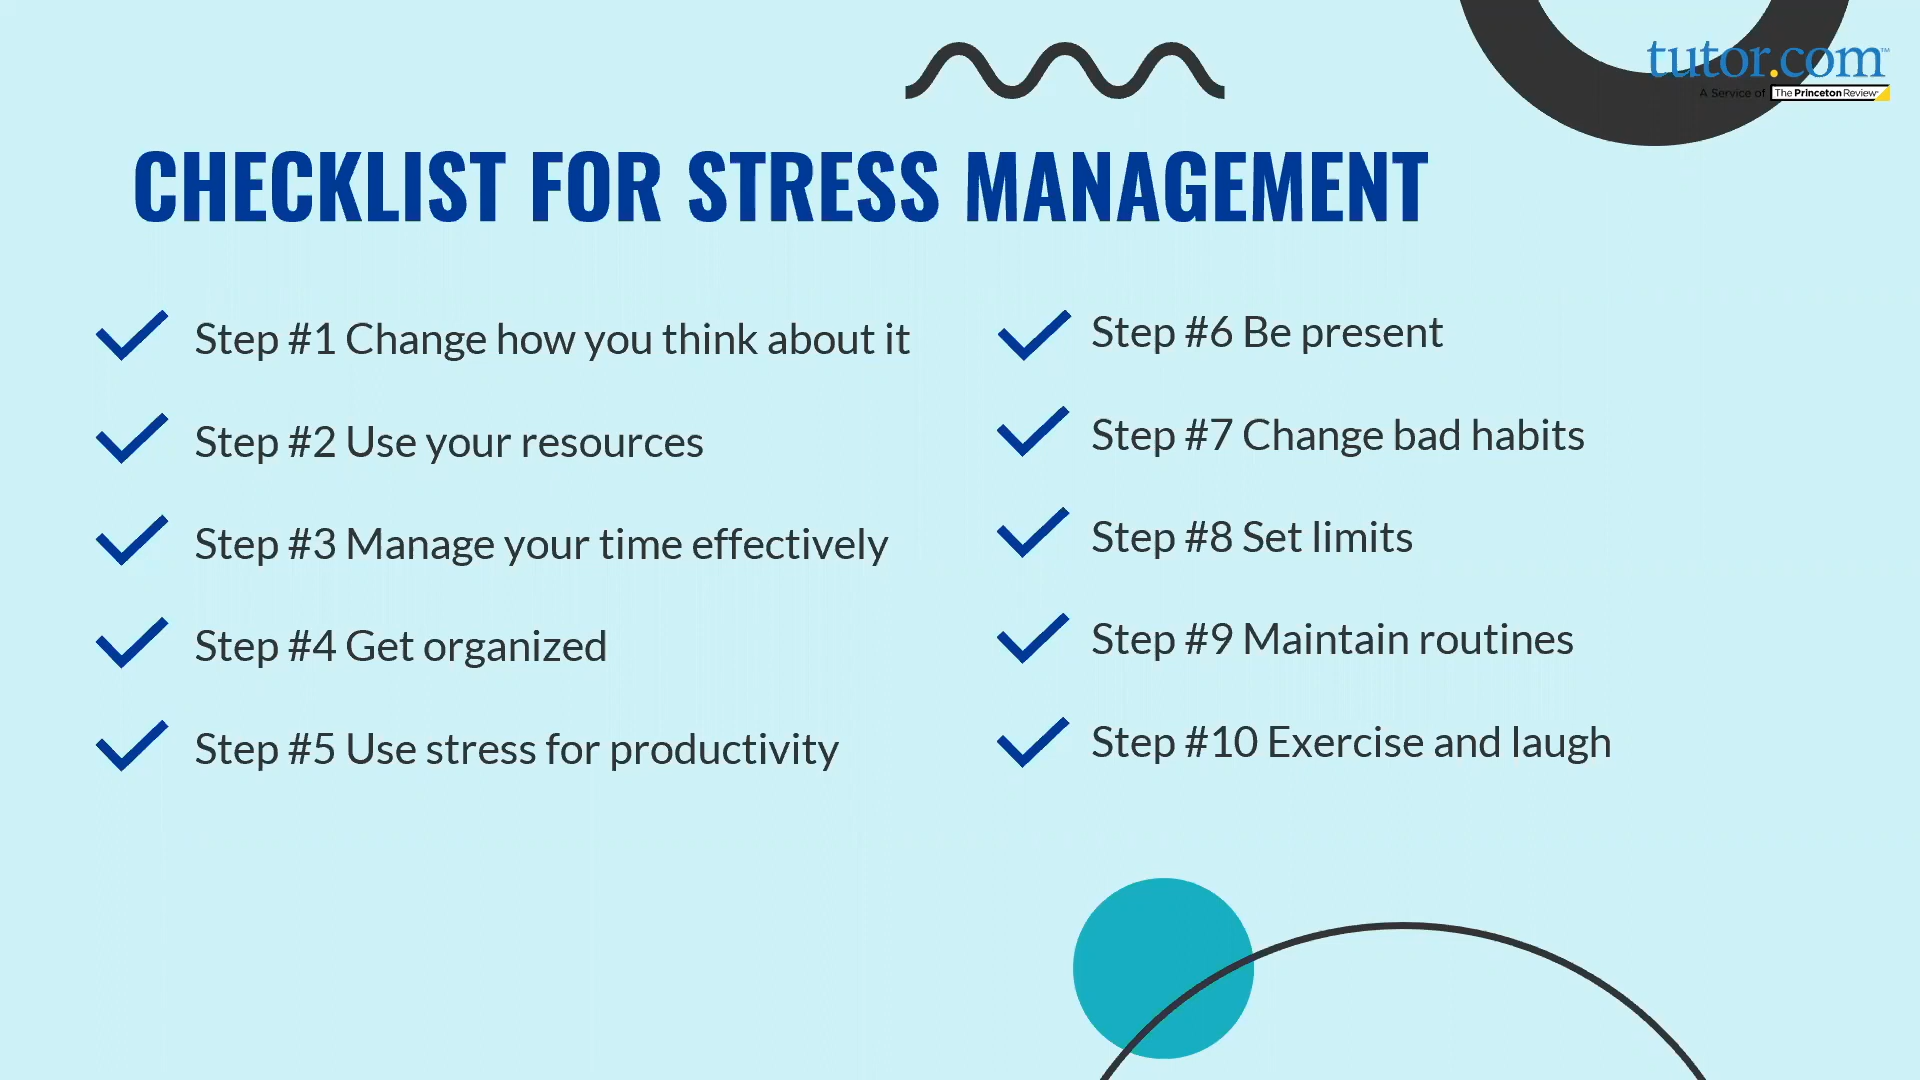 tutor.com™
A Service of The Princeton Review
CHECKLIST FOR STRESS MANAGEMENT
Step #1 Change how you think about it
Step #2 Use your resources
Step #3 Manage your time effectively
Step #4 Get organized
Step #5 Use stress for productivity
Step #6 Be present
Step #7 Change bad habits
Step #8 Set limits
Step #9 Maintain routines
Step #10 Exercise and laugh